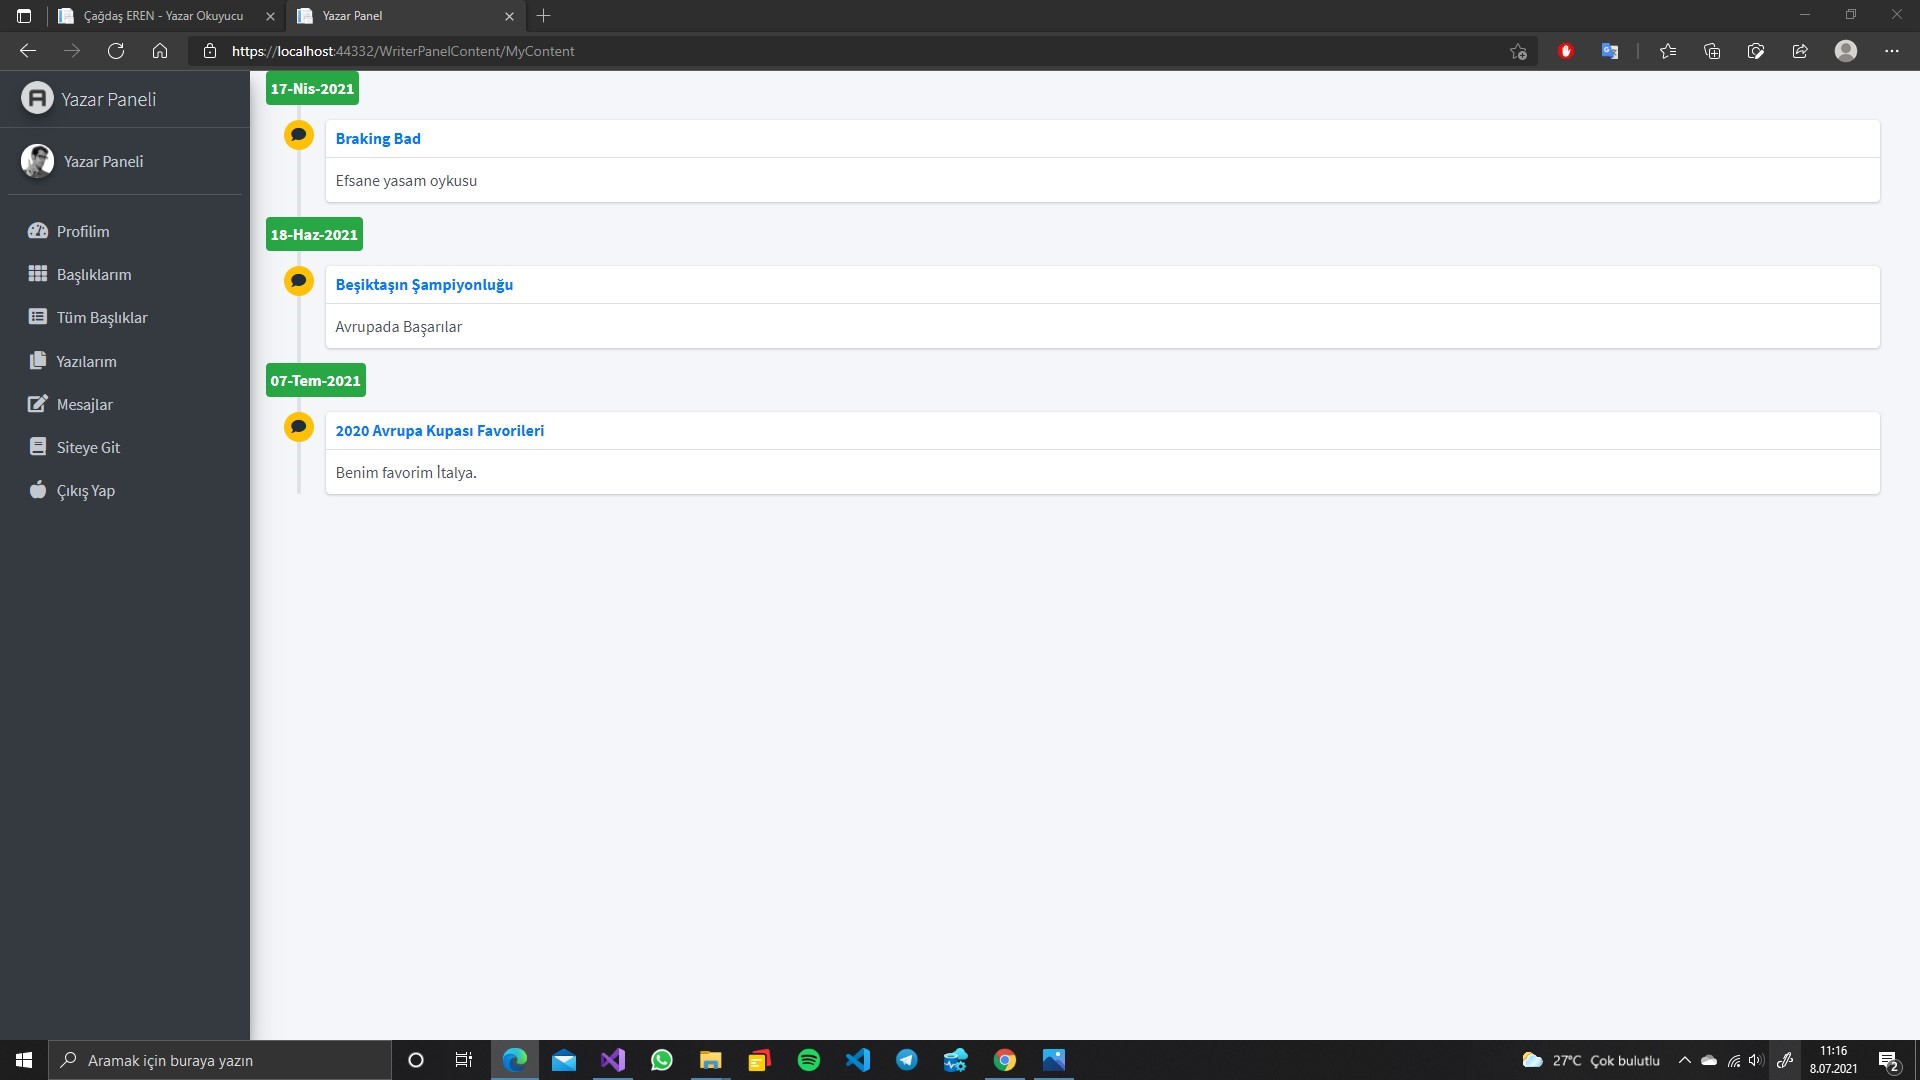 Çağdaş EREN - Yazar Okuyucu
Yazar Panel
https://localhost:44332/WriterPanelContent/MyContent
Yazar Paneli
Yazar Paneli
Profilim
Başlıklarım
Tüm Başlıklar
Yazılarım
Mesajlar
Siteye Git
Çıkış Yap
17-Nis-2021
Braking Bad
Efsane yasam oykusu
18-Haz-2021
Beşiktaşın Şampiyonluğu
Avrupada Başarılar
07-Tem-2021
2020 Avrupa Kupası Favorileri
Benim favorim İtalya.
Aramak için buraya yazın
27°C Çok bulutlu
11:16
8.07.2021
2